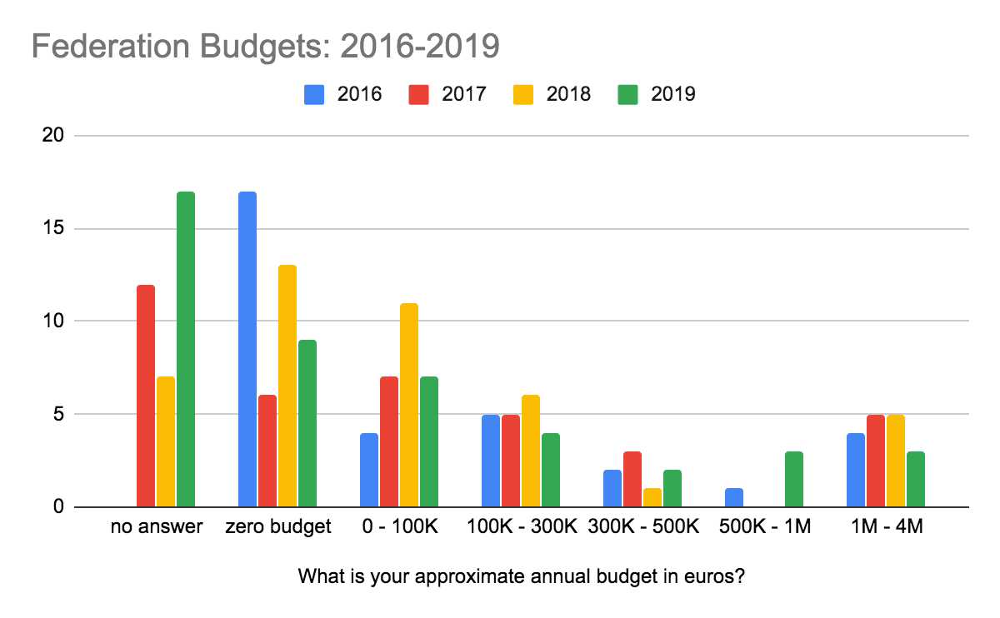 Federation Budgets: 2016-2019
2016 2017 2018 2019
20
15
10
5
0
no answer zero budget 0 - 100K 100K - 300K 300K - 500K 500K - 1M 1M - 4M
What is your approximate annual budget in euros?